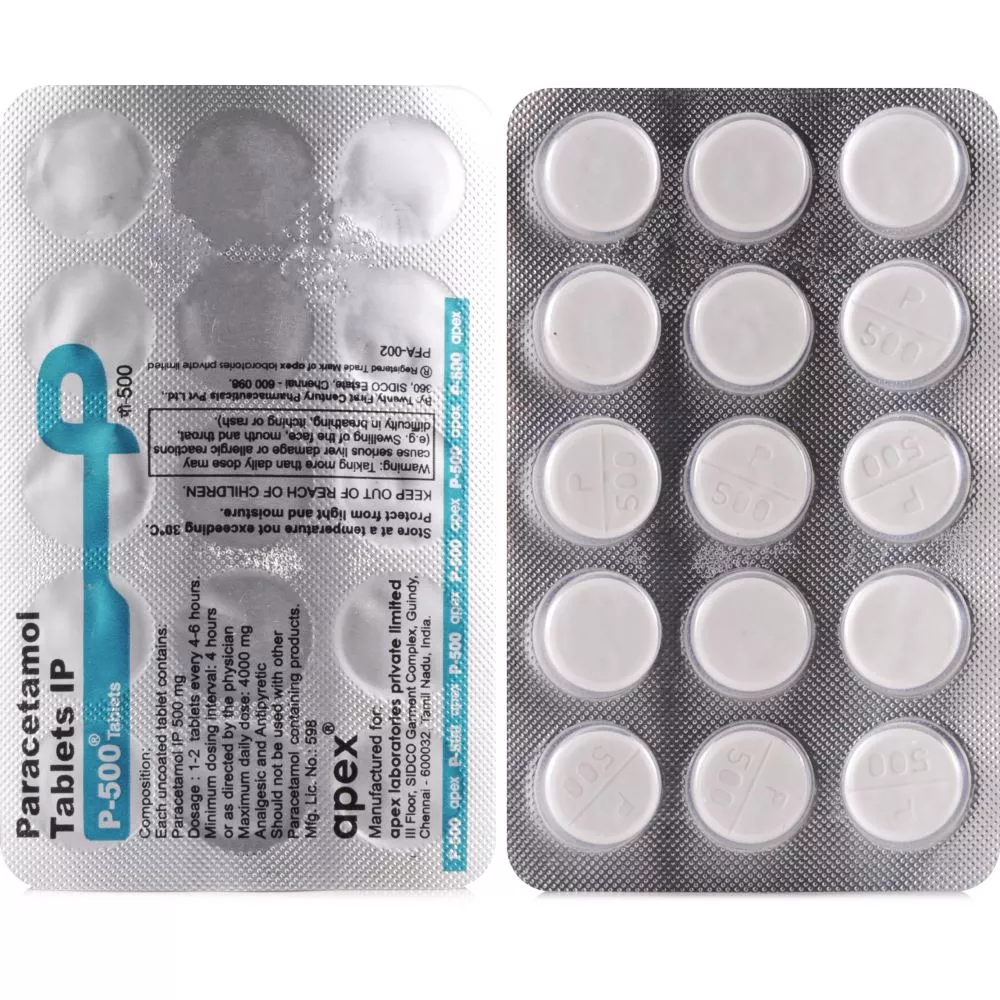 Paracetamol
Tablets IP
P-500® Tablets
पी-500
Composition:
Each uncoated tablet contains:
Paracetamol IP 500 mg
Dosage : 1-2 tablets every 4-6 hours.
Minimum dosing interval: 4 hours
or as directed by the physician
Maximum daily dose: 4000 mg
Analgesic and Antipyretic
Should not be used with other
Paracetamol containing products.
Mfg. Lic. No.: 598
apex®
Manufactured for:
apex laboratories private limited
III Floor, SIDCO Garment Complex, Guindy,
Chennai - 600032, Tamil Nadu, India.
Store at a temperature not exceeding 30°C.
Protect from light and moisture.
KEEP OUT OF REACH OF CHILDREN.
Warning: Taking more than daily dose may
cause serious liver damage or allergic reactions
(e.g. Swelling of the face, mouth and throat,
difficulty in breathing, itching or rash).
By: Twenty First Century Pharmaceuticals Pvt Ltd.,
360, SIDCO Estate, Chennai - 600 098.
® Registered Trade Mark of apex laboratories private limited
PFA-002
P-500 apex P-500 apex P-500 apex P-500 apex P-500 apex P-500 apex
P
500
P
500
P
500
P
500
P
500
P
500
P
500